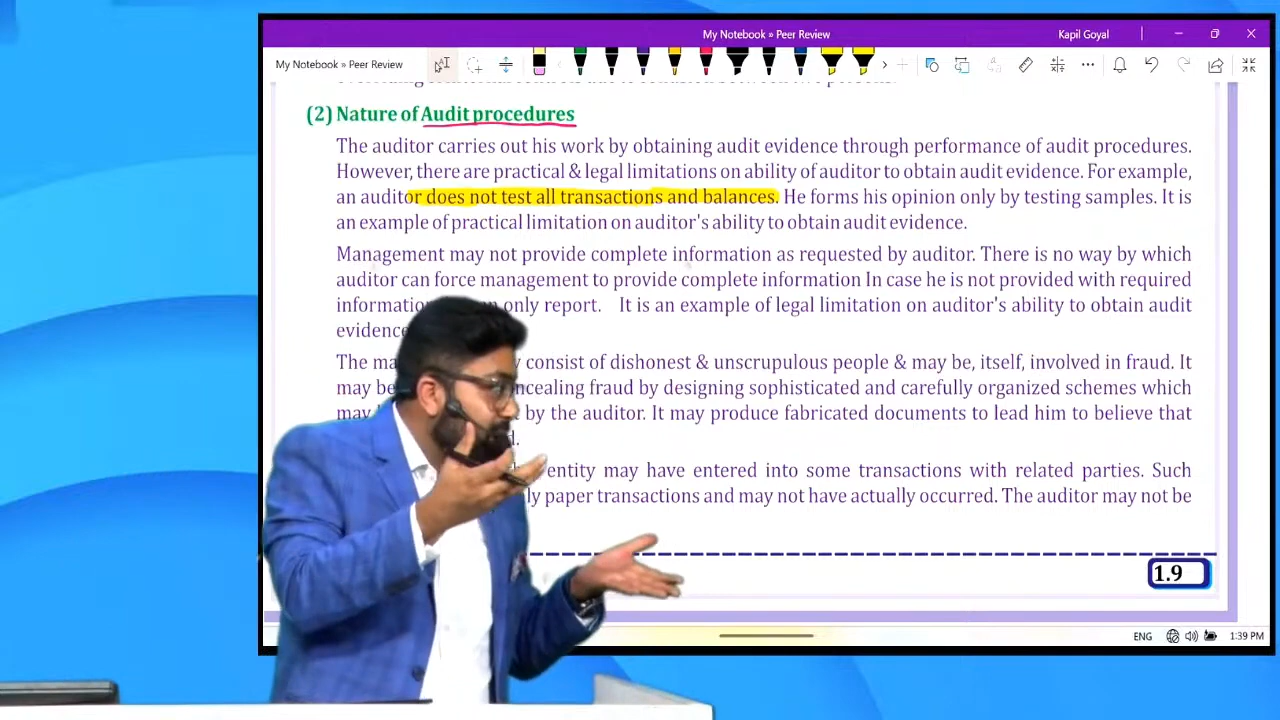 My Notebook » Peer Review
Kapil Goyal
My Notebook » Peer Review
(2) Nature of Audit procedures
The auditor carries out his work by obtaining audit evidence through performance of audit procedures.
However, there are practical & legal limitations on ability of auditor to obtain audit evidence. For example,
an auditor does not test all transactions and balances. He forms his opinion only by testing samples. It is
an example of practical limitation on auditor's ability to obtain audit evidence.
Management may not provide complete information as requested by auditor. There is no way by which
auditor can force management to provide complete information In case he is not provided with required
information only report. It is an example of legal limitation on auditor's ability to obtain audit
evidence
The consist of dishonest & unscrupulous people & may be, itself, involved in fraud. It
may be concealing fraud by designing sophisticated and carefully organized schemes which
may by the auditor. It may produce fabricated documents to lead him to believe that
entity may have entered into some transactions with related parties. Such
paper transactions and may not have actually occurred. The auditor may not be
1.9
ENG
1:39 PM